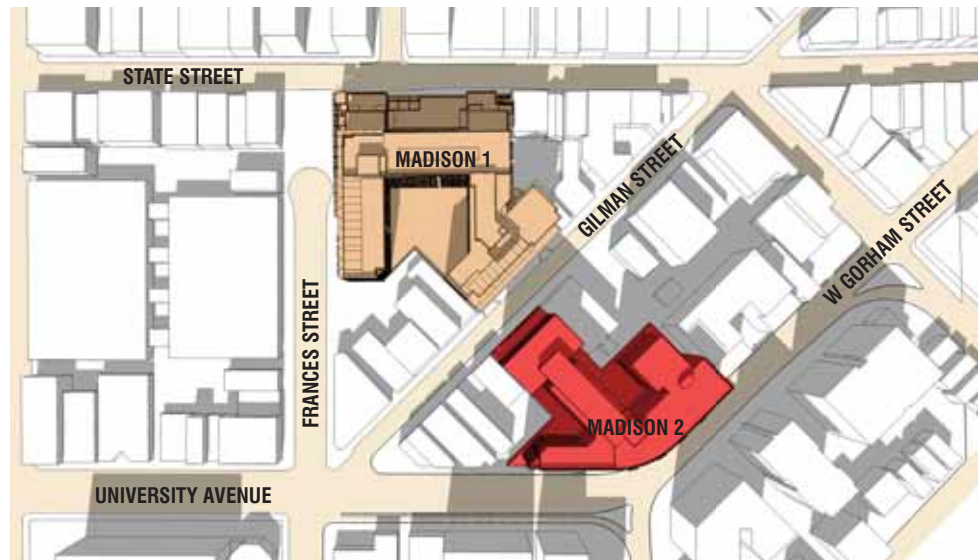 STATE STREET
MADISON 1
GILMAN STREET
W GORHAM STREET
FRANCES STREET
MADISON 2
UNIVERSITY AVENUE